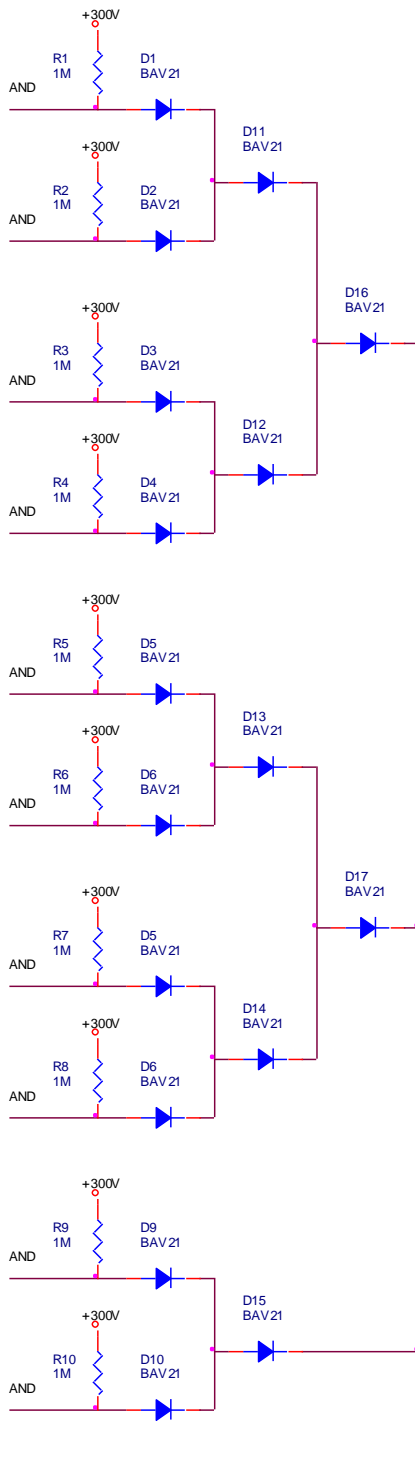 +300V
R1 D1
1M BAV21
AND
D11
BAV21
+300V
R2 D2
1M BAV21
AND
D16
BAV21
+300V
R3 D3
1M BAV21
AND
D12
BAV21
+300V
R4 D4
1M BAV21
AND
+300V
R5 D5
1M BAV21
AND
D13
BAV21
+300V
R6 D6
1M BAV21
AND
D17
BAV21
+300V
R7 D5
1M BAV21
AND
D14
BAV21
+300V
R8 D6
1M BAV21
AND
+300V
R9 D9
1M BAV21
AND
D15
BAV21
+300V
R10 D10
1M BAV21
AND